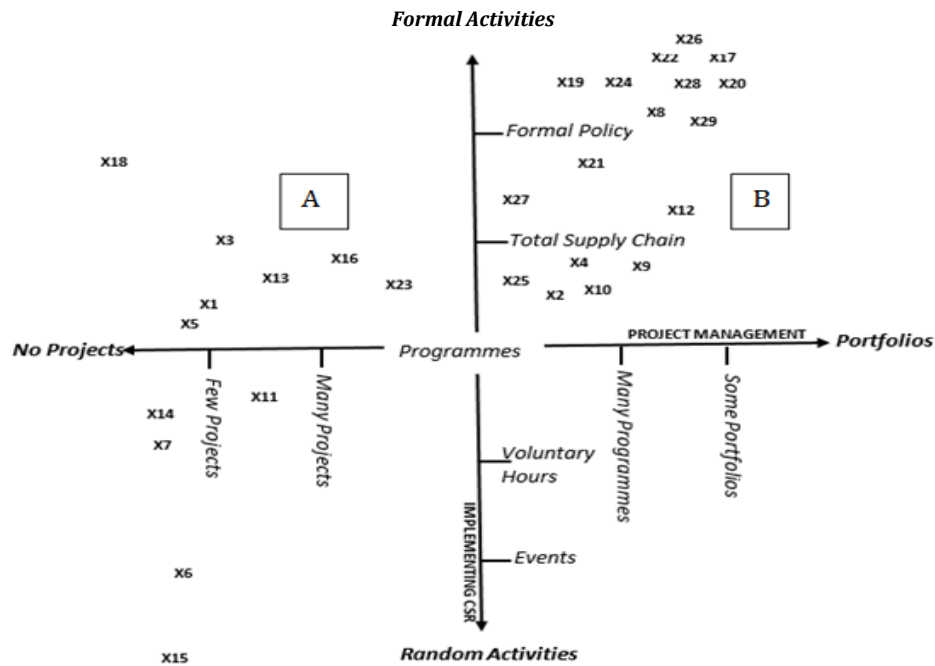 Formal Activities
X26
X22 X17
X19 X24 X28 X20
X8 X29
Formal Policy
X18 X21
A B
X27 X12
X3 Total Supply Chain
X16 X4 X9
X13 X23 X25 X10
X1 X2
X5
PROJECT MANAGEMENT
No Projects Programmes Portfolios
Few Projects
Many Projects
Many Programmes
Some Portfolios
X11
X14
X7
Voluntary
Hours
IMPLEMENTING CSR
Events
X6
Random Activities
X15